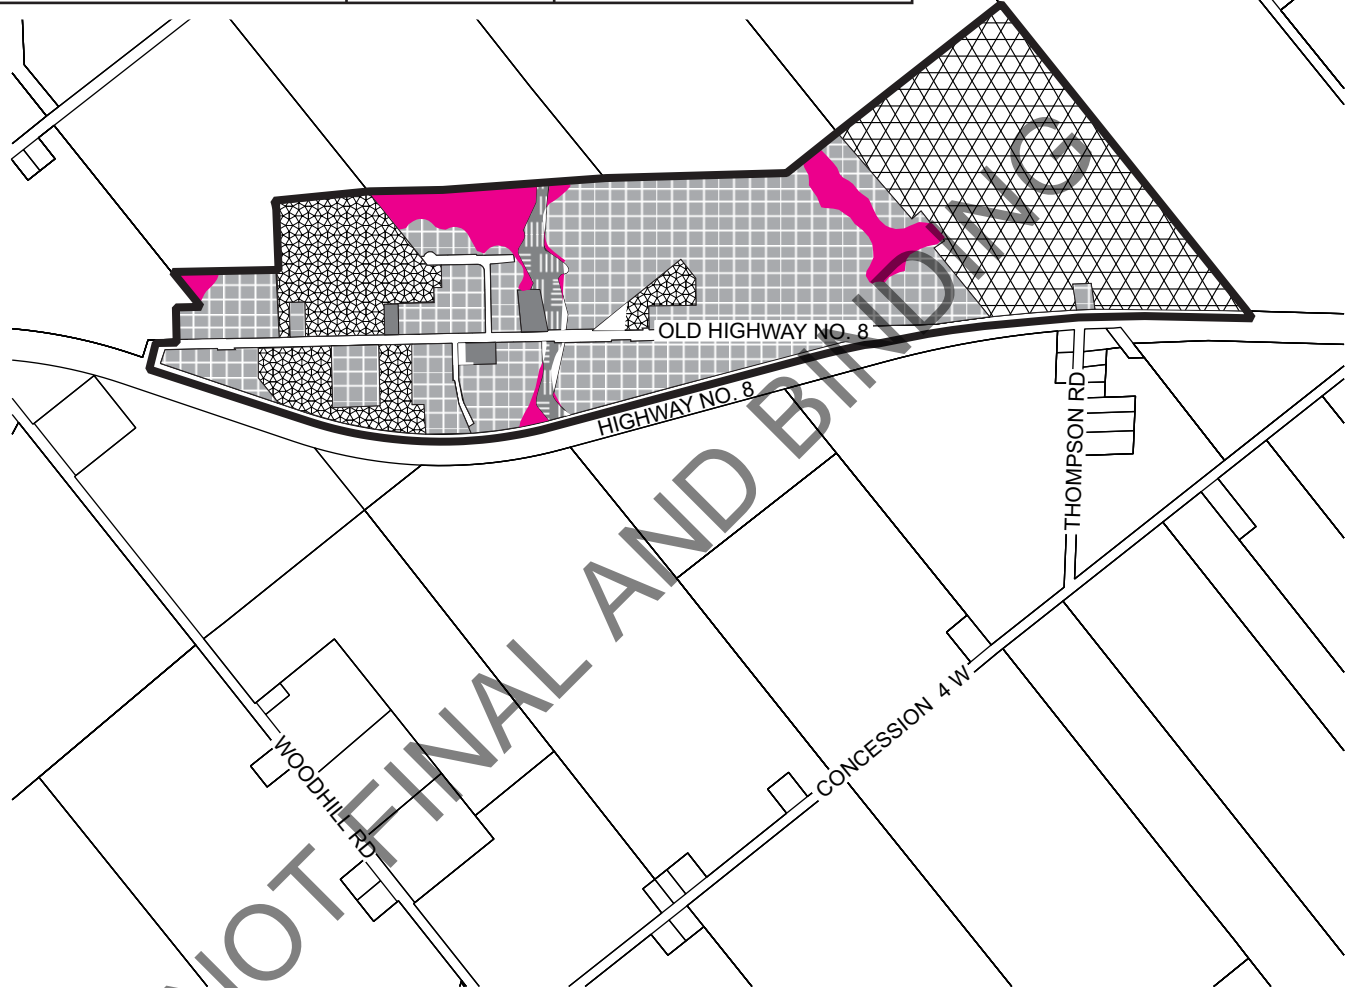 OLD HIGHWAY NO. 8
HIGHWAY NO. 8
THOMPSON RD
CONCESSION 4 W
WOODHILL RD
NOT FINAL AND BINDING